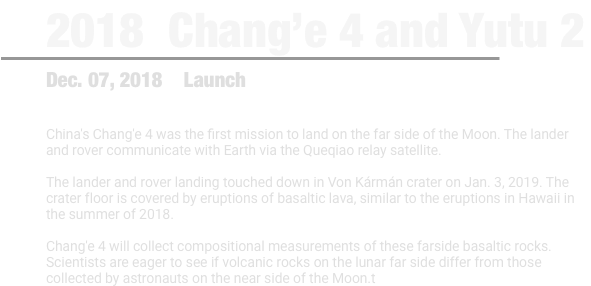 2018 Chang’e 4 and Yutu 2
Dec. 07, 2018 Launch
China's Chang'e 4 was the first mission to land on the far side of the Moon. The lander
and rover communicate with Earth via the Queqiao relay satellite.
The lander and rover landing touched down in Von Kármán crater on Jan. 3, 2019. The
crater floor is covered by eruptions of basaltic lava, similar to the eruptions in Hawaii in
the summer of 2018.
Chang'e 4 will collect compositional measurements of these farside basaltic rocks.
Scientists are eager to see if volcanic rocks on the lunar far side differ from those
collected by astronauts on the near side of the Moon.t